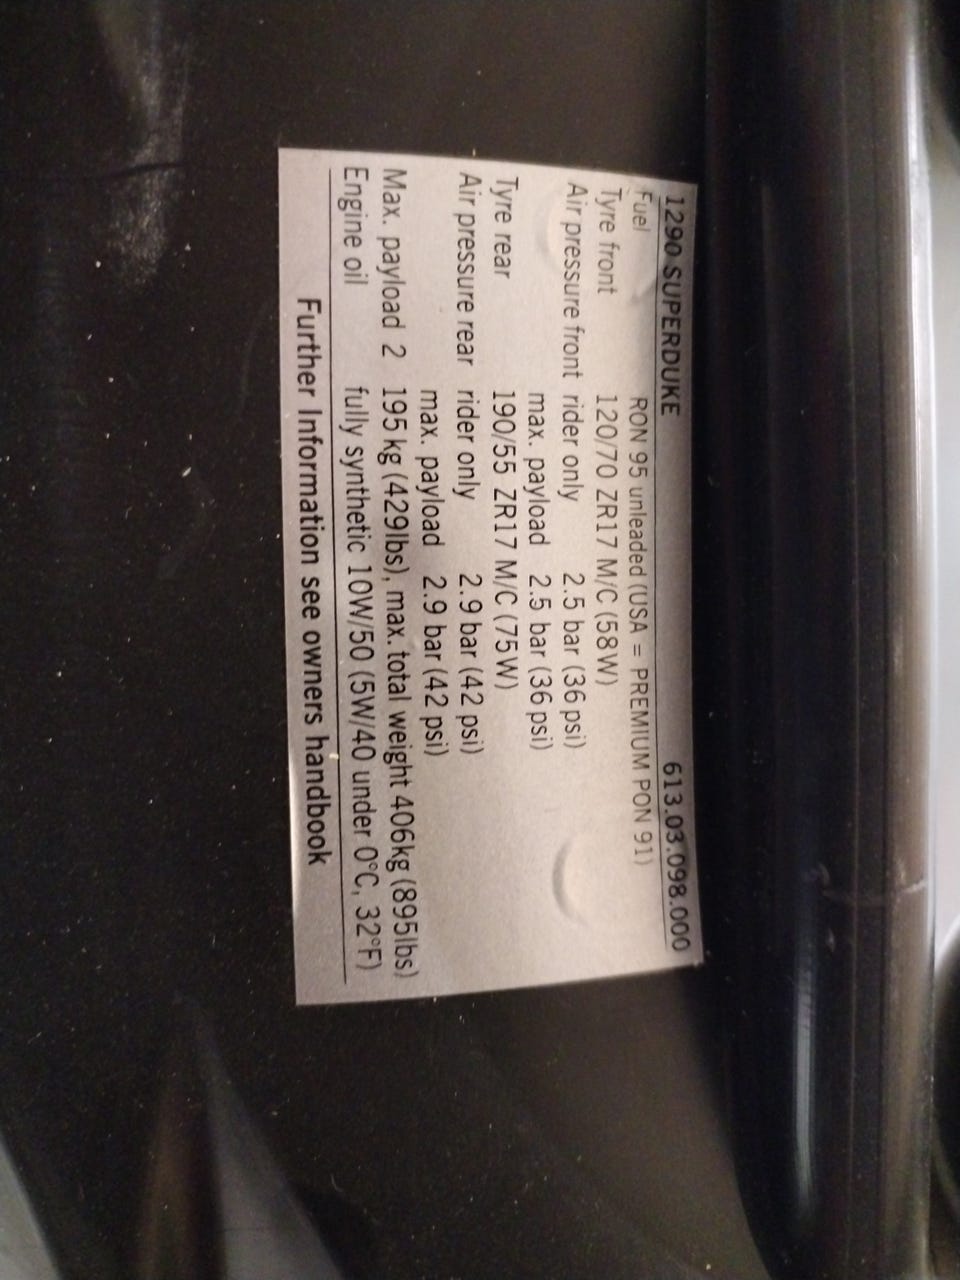 1290 SUPERDUKE 613.03.098.000
Fuel RON 95 unleaded (USA = PREMIUM PON 91)
Tyre front 120/70 ZR17 M/C (58W)
Air pressure front rider only 2.5 bar (36 psi)
max. payload 2.5 bar (36 psi)
Tyre rear 190/55 ZR17 M/C (75W)
Air pressure rear rider only 2.9 bar (42 psi)
max. payload 2.9 bar (42 psi)
Max. payload 2 195 kg (429lbs), max. total weight 406kg (895lbs)
Engine oil fully synthetic 10W/50 (5W/40 under 0°C, 32°F)
Further Information see owners handbook